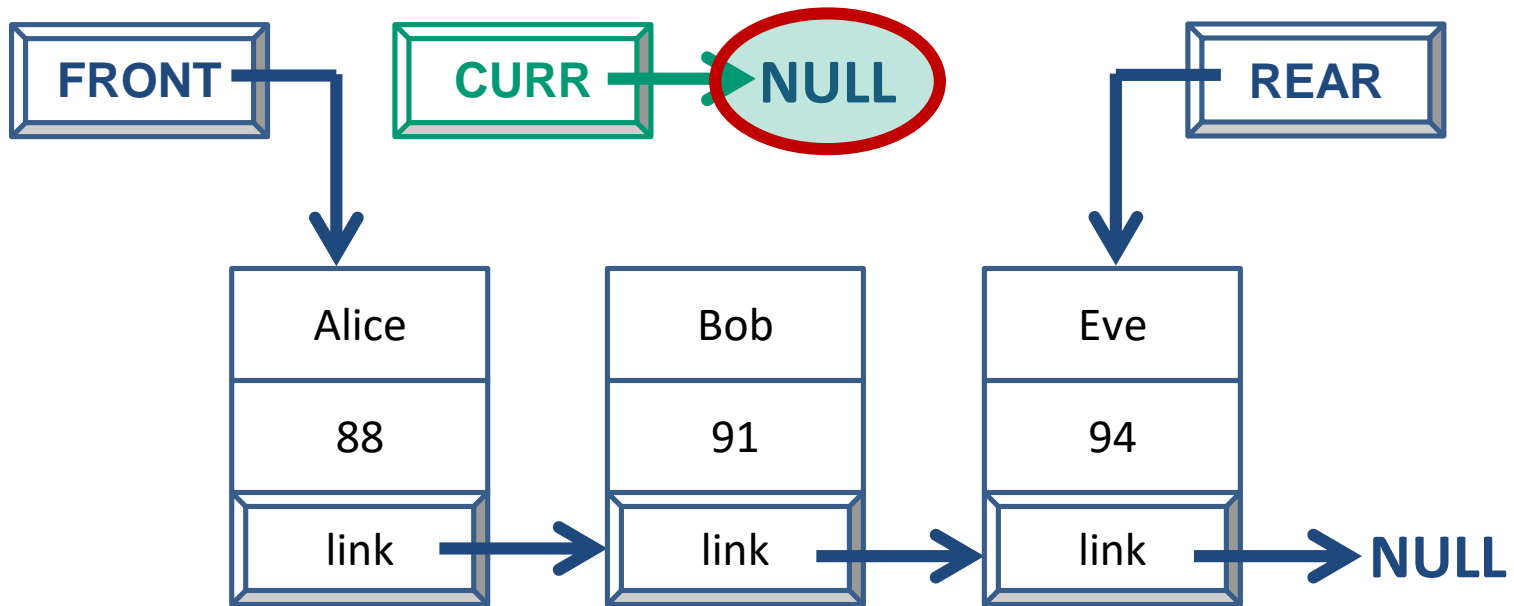 FRONT CURR NULL REAR
Alice Bob Eve
88 91 94
link link link NULL